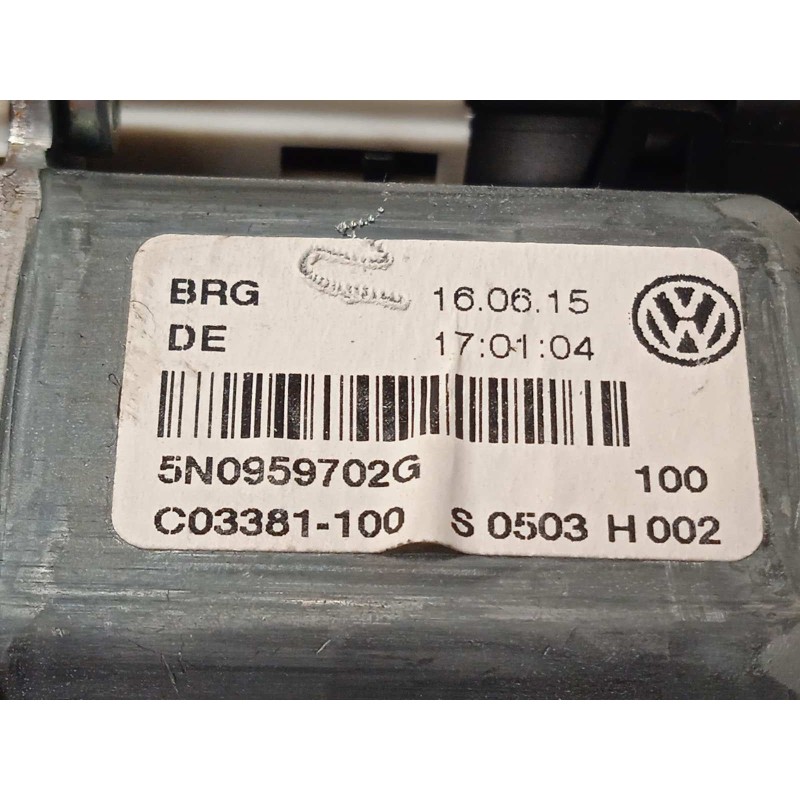 BRG 16.06.15
DE 17:01:04
5N0959702G 100
C03381-100 S 0503 H 002